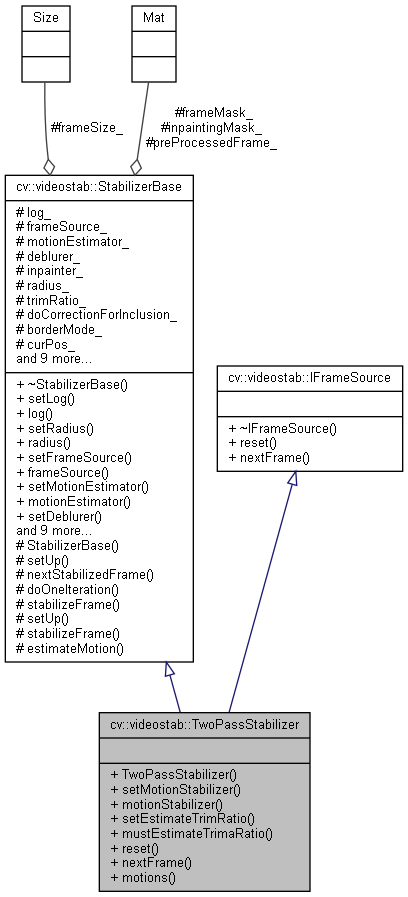 Size
Mat
#frameSize_
#frameMask_
#inpaintingMask_
#preProcessedFrame_
cv::videostab::StabilizerBase
# log_
# frameSource_
# motionEstimator_
# deblurer_
# inpainter_
# radius_
# trimRatio_
# doCorrectionForInclusion_
# borderMode_
# curPos_
and 9 more...
+ ~StabilizerBase()
+ setLog()
+ log()
+ setRadius()
+ radius()
+ setFrameSource()
+ frameSource()
+ setMotionEstimator()
+ motionEstimator()
+ setDeblurer()
and 9 more...
# StabilizerBase()
# setUp()
# nextStabilizedFrame()
# doOneIteration()
# stabilizeFrame()
# setUp()
# stabilizeFrame()
# estimateMotion()
cv::videostab::IFrameSource
+ ~IFrameSource()
+ reset()
+ nextFrame()
cv::videostab::TwoPassStabilizer
+ TwoPassStabilizer()
+ setMotionStabilizer()
+ motionStabilizer()
+ setEstimateTrimRatio()
+ mustEstimateTrimaRatio()
+ reset()
+ nextFrame()
+ motions()